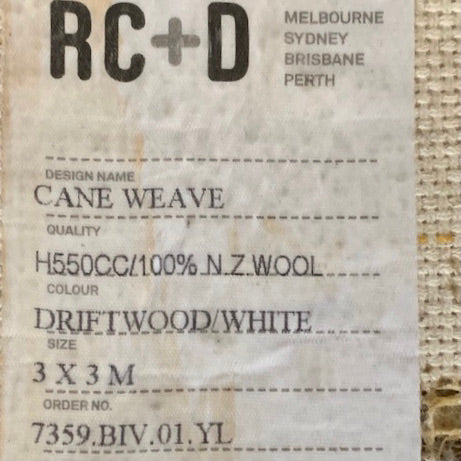 RC+D
MELBOURNE
SYDNEY
BRISBANE
PERTH
DESIGN NAME
CANE WEAVE
QUALITY
H550CC/100% N.Z.WOOL
COLOUR
DRIFTWOOD/WHITE
SIZE
3 X 3 M
ORDER NO.
7359.BIV.01.YL